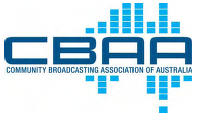 CBAA
COMMUNITY BROADCASTING ASSOCIATION OF AUSTRALIA